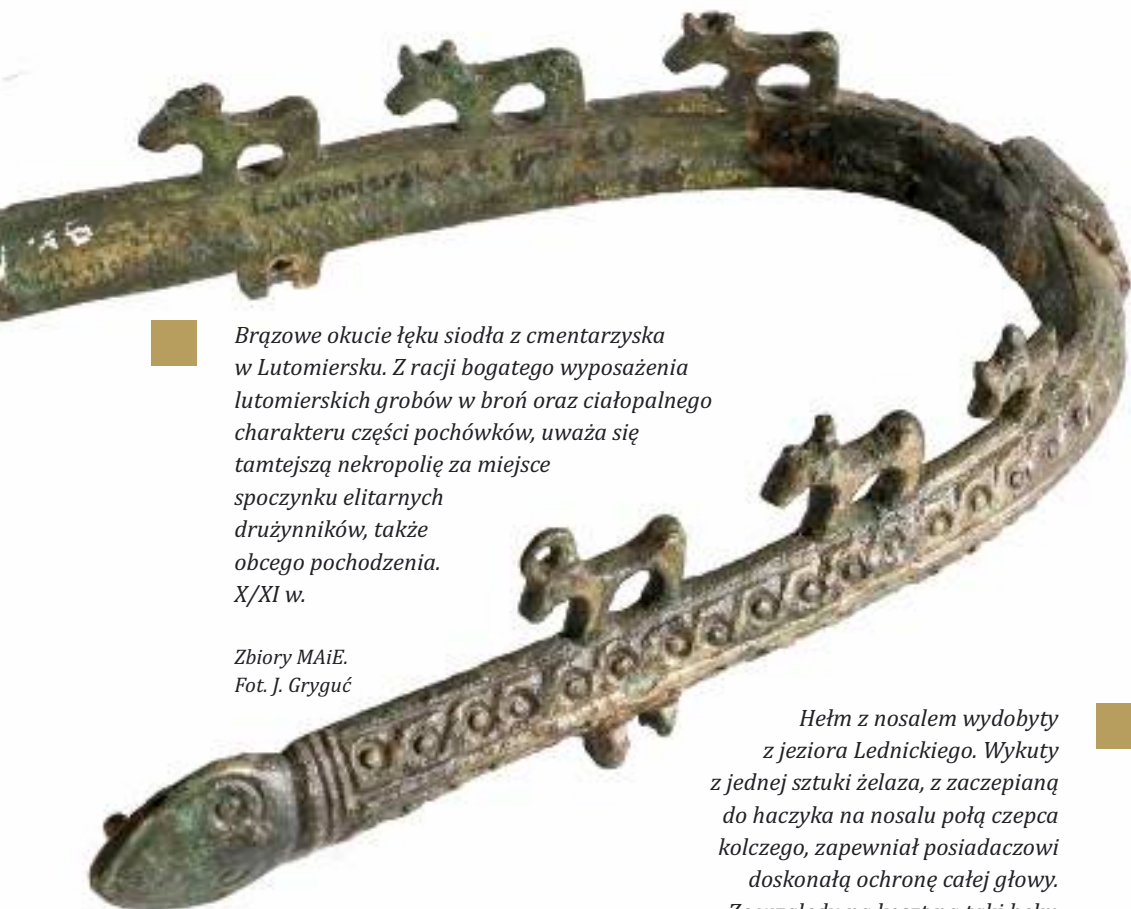 Lutomiersk
Brązowe okucie łęku siodła z cmentarzyska
w Lutomiersku. Z racji bogatego wyposażenia
lutomierskich grobów w broń oraz ciałopalnego
charakteru części pochówków, uważa się
tamtejszą nekropolię za miejsce
spoczynku elitarnych
drużynników, także
obcego pochodzenia.
X/XI w.
Zbiory MAiE.
Fot. J. Gryguć
Hełm z nosalem wydobyty
z jeziora Lednickiego. Wykuty
z jednej sztuki żelaza, z zaczepianą
do haczyka na nosalu połą czepca
kolczego, zapewniał posiadaczowi
doskonałą ochronę całej głowy.